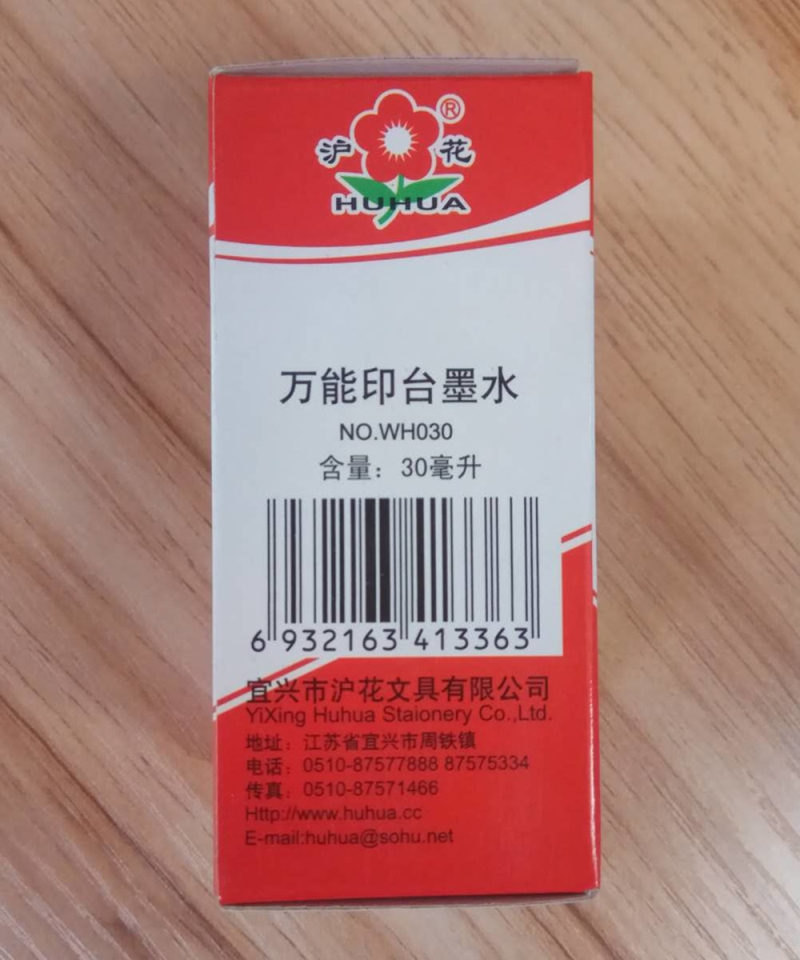 沪花®
HUHUA
万能印台墨水
NO.WH030
含量：30毫升
6 932163 413363
宜兴市沪花文具有限公司
YiXing Huhua Staionery Co.,Ltd.
地址：江苏省宜兴市周铁镇
电话：0510-87577888 87575334
传真：0510-87571466
Http://www.huhua.cc
E-mail:huhua@sohu.net